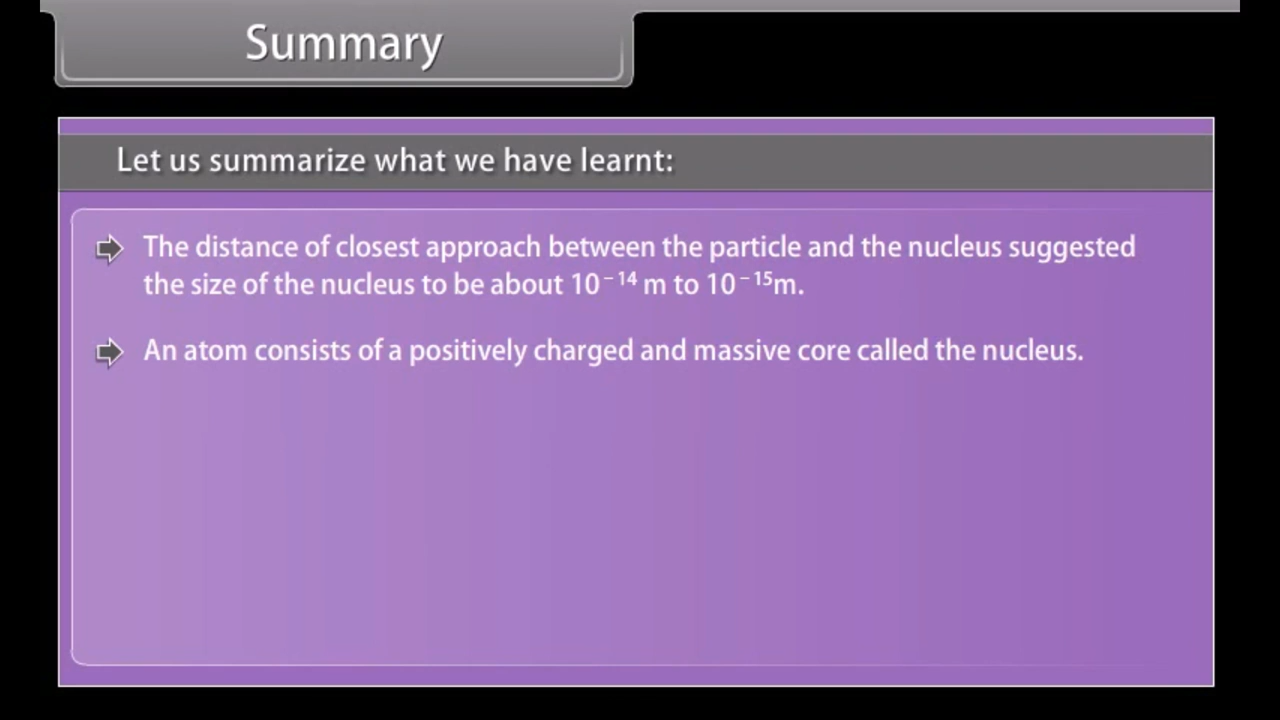 Summary
Let us summarize what we have learnt:
The distance of closest approach between the particle and the nucleus suggested
the size of the nucleus to be about 10⁻¹⁴ m to 10⁻¹⁵m.
An atom consists of a positively charged and massive core called the nucleus.